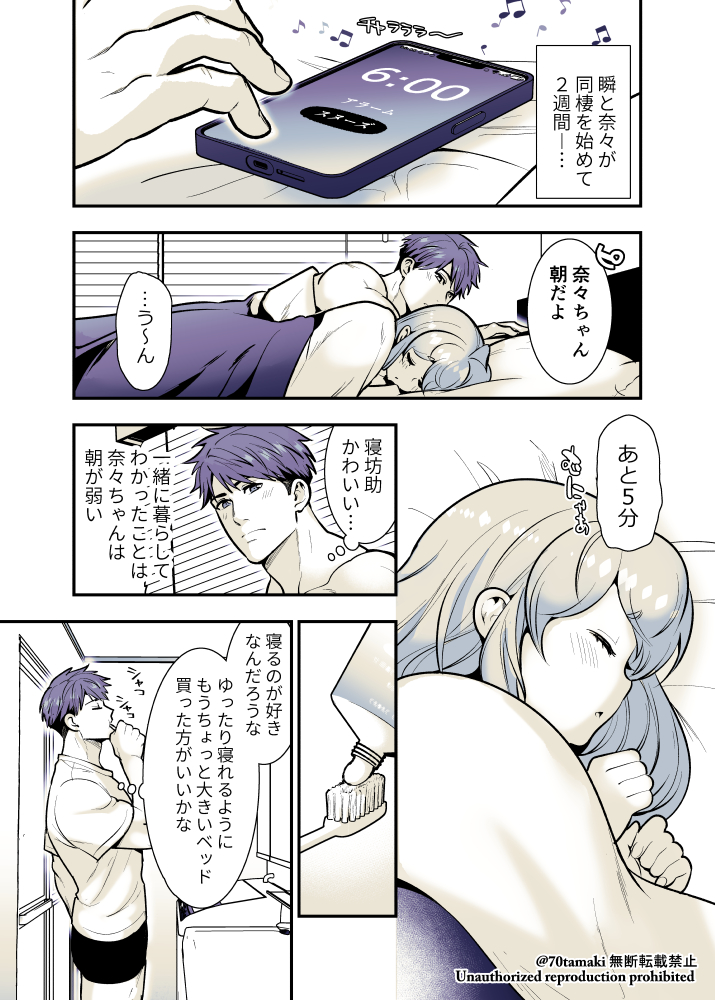 瞬と奈々が
同棲を始めて
２週間―…
チトラララ〜
6:00
アラーム
スヌーズ
奈々ちゃん
朝だよ
…う〜ん
あと５分
寝坊助
かわいい…
一緒に暮らして
わかったことは
奈々ちゃんは
朝が弱い
寝るのが好き
なんだろうな
ゆったり寝れるように
もうちょっと大きいベッド
買った方がいいかな
シャコ
シャコ
@70tamaki 無断転載禁止
Unauthorized reproduction prohibited